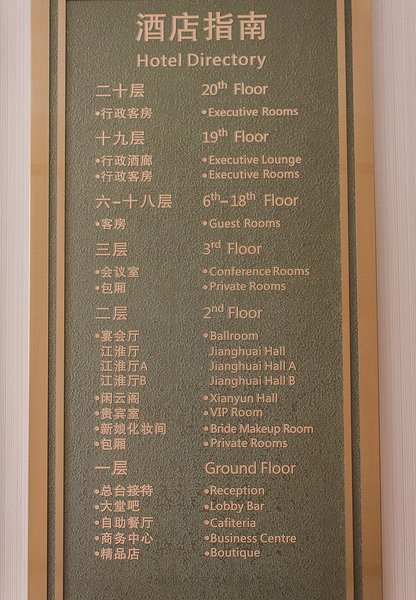 酒店指南
Hotel Directory
二十层 20th Floor
•行政客房 •Executive Rooms
十九层 19th Floor
•行政酒廊 •Executive Lounge
•行政客房 •Executive Rooms
六-十八层 6th-18th Floor
•客房 •Guest Rooms
三层 3rd Floor
•会议室 •Conference Rooms
•包厢 •Private Rooms
二层 2nd Floor
•宴会厅 •Ballroom
江淮厅 Jianghuai Hall
江淮厅A Jianghuai Hall A
江淮厅B Jianghuai Hall B
•闲云阁 •Xianyun Hall
•贵宾室 •VIP Room
•新娘化妆间 •Bride Makeup Room
•包厢 •Private Rooms
一层 Ground Floor
•总台接待 •Reception
•大堂吧 •Lobby Bar
•自助餐厅 •Cafiteria
•商务中心 •Business Centre
•精品店 •Boutique